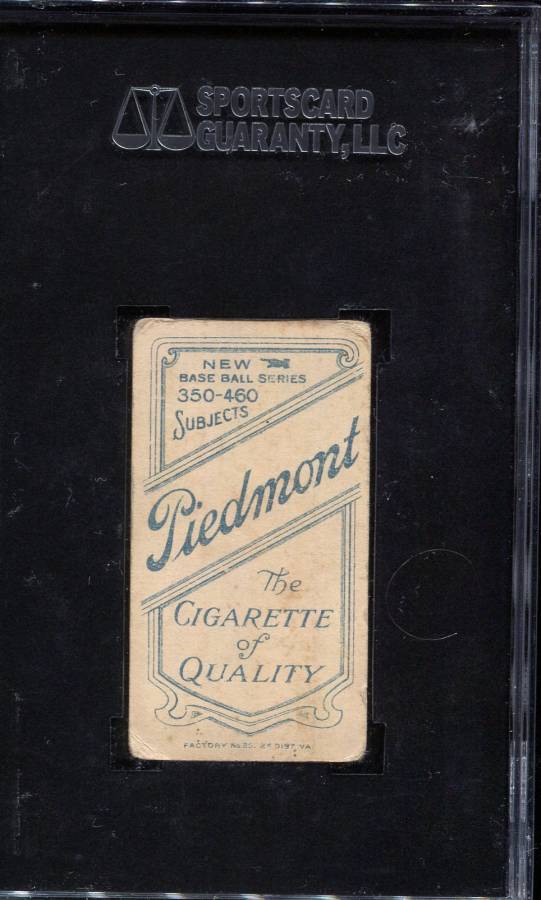 SPORTSCARD
GUARANTY, LLC
NEW
BASE BALL SERIES
350-460
SUBJECTS
Piedmont
The
CIGARETTE
of
QUALITY
FACTORY No. 25, 2D DIST, VA.